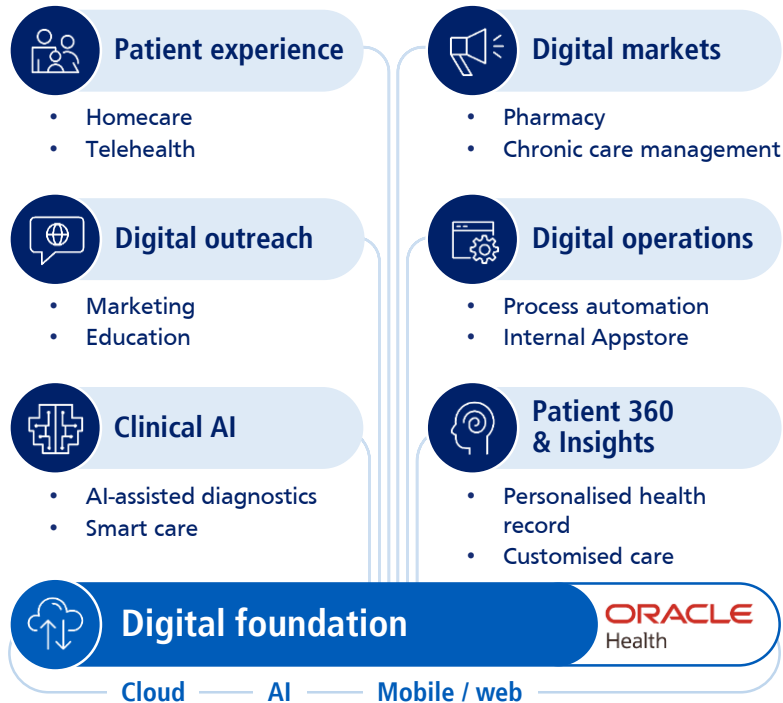 Patient experience
• Homecare
• Telehealth
Digital markets
• Pharmacy
• Chronic care management
Digital outreach
• Marketing
• Education
Digital operations
• Process automation
• Internal Appstore
Clinical AI
• AI-assisted diagnostics
• Smart care
Patient 360
& Insights
• Personalised health
record
• Customised care
Digital foundation
ORACLE
Health
Cloud AI Mobile / web